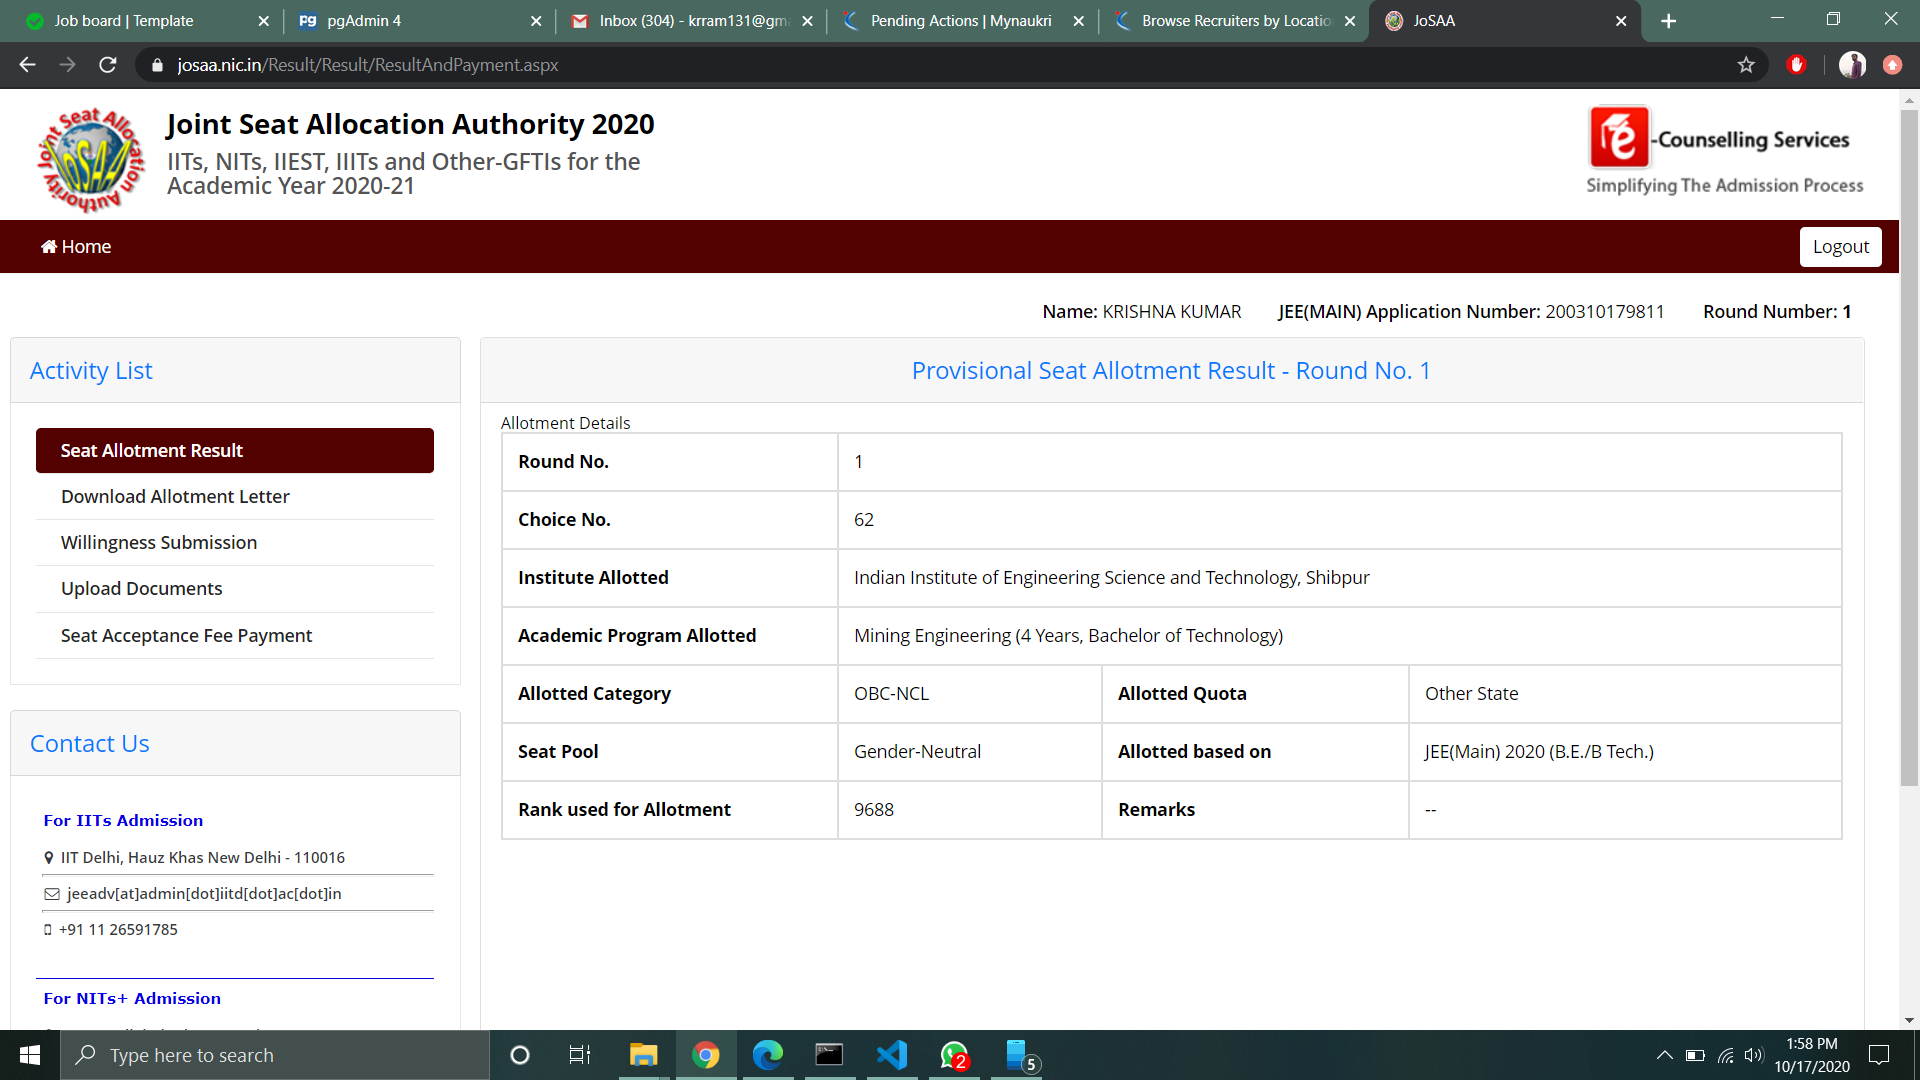 Job board | Template
pgAdmin 4
Inbox (304) - krram131@gm
Pending Actions | Mynaukri
Browse Recruiters by Locatio
JoSAA
josaa.nic.in/Result/Result/ResultAndPayment.aspx
Joint Seat Allocation Authority
JoSAA
Joint Seat Allocation Authority 2020
IITs, NITs, IIEST, IIITs and Other-GFTIs for the
Academic Year 2020-21
e-Counselling Services
Simplifying The Admission Process
Home
Logout
Name: KRISHNA KUMAR JEE(MAIN) Application Number: 200310179811 Round Number: 1
Activity List
Seat Allotment Result
Download Allotment Letter
Willingness Submission
Upload Documents
Seat Acceptance Fee Payment
Contact Us
For IITs Admission
IIT Delhi, Hauz Khas New Delhi - 110016
jeeadv[at]admin[dot]iitd[dot]ac[dot]in
+91 11 26591785
For NITs+ Admission
Provisional Seat Allotment Result - Round No. 1
Allotment Details
Round No. 1
Choice No. 62
Institute Allotted Indian Institute of Engineering Science and Technology, Shibpur
Academic Program Allotted Mining Engineering (4 Years, Bachelor of Technology)
Allotted Category OBC-NCL Allotted Quota Other State
Seat Pool Gender-Neutral Allotted based on JEE(Main) 2020 (B.E./B Tech.)
Rank used for Allotment 9688 Remarks --
Type here to search
2
5
1:58 PM
10/17/2020